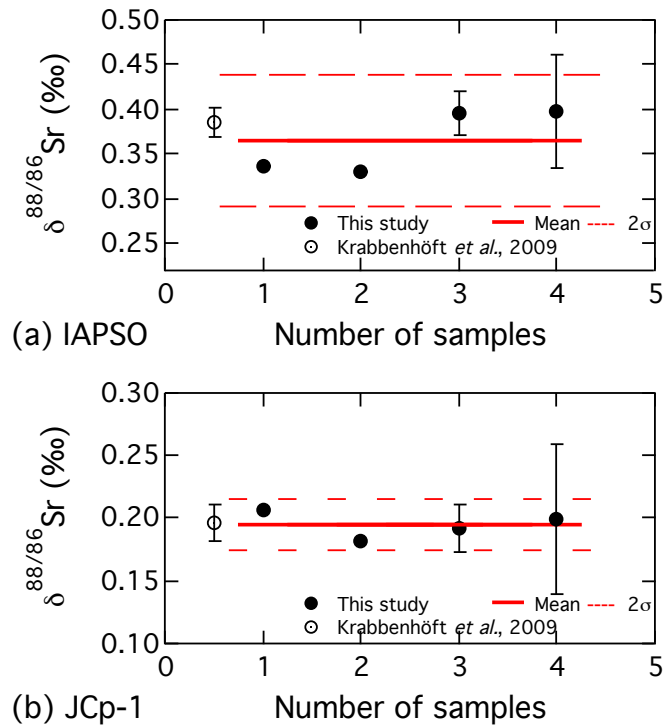 0.50
0.45
0.40
0.35
0.30
0.25
δ88/86Sr (‰)
This study Mean 2σ
Krabbenhöft et al., 2009
0 1 2 3 4 5
(a) IAPSO Number of samples
0.30
0.25
0.20
0.15
0.10
δ88/86Sr (‰)
This study Mean 2σ
Krabbenhöft et al., 2009
0 1 2 3 4 5
(b) JCp-1 Number of samples